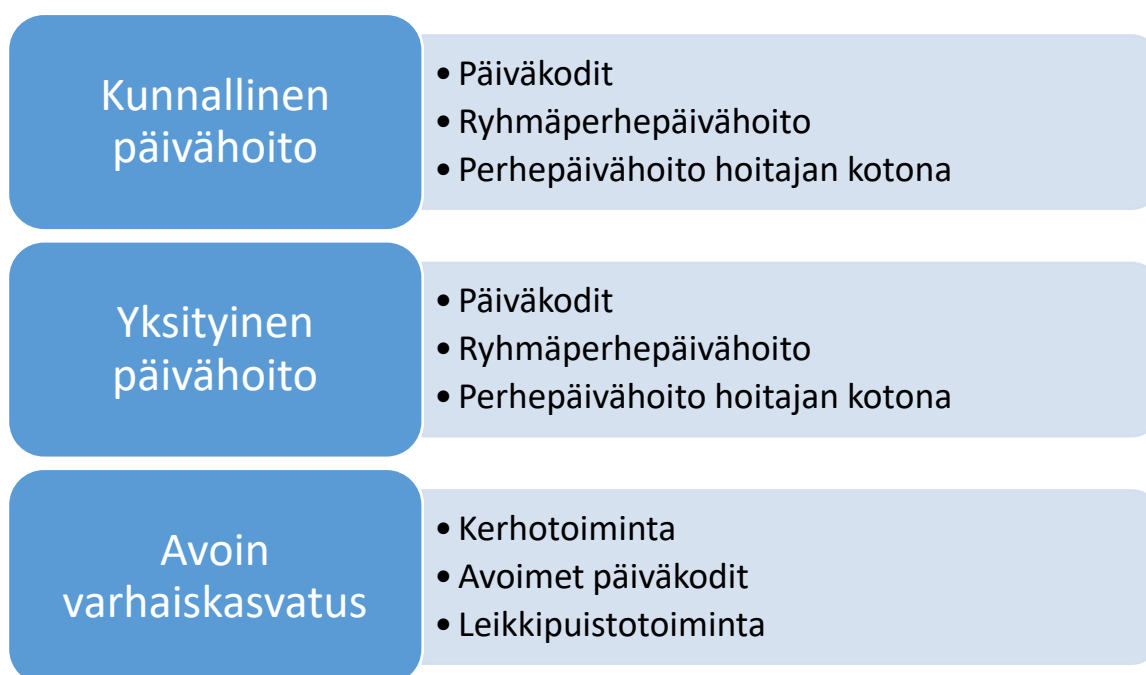 Kunnallinen
päivähoito
• Päiväkodit
• Ryhmäperhepäivähoito
• Perhepäivähoito hoitajan kotona
Yksityinen
päivähoito
• Päiväkodit
• Ryhmäperhepäivähoito
• Perhepäivähoito hoitajan kotona
Avoin
varhaiskasvatus
• Kerhotoiminta
• Avoimet päiväkodit
• Leikkipuistotoiminta